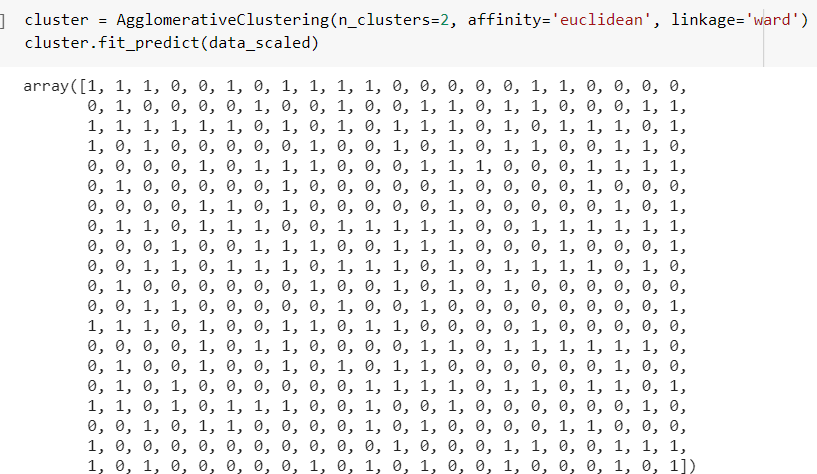 ] cluster = AgglomerativeClustering(n_clusters=2, affinity='euclidean', linkage='ward')
cluster.fit_predict(data_scaled)
array([1, 1, 1, 0, 0, 1, 0, 1, 1, 1, 1, 0, 0, 0, 0, 0, 1, 1, 0, 0, 0, 0,
0, 1, 0, 0, 0, 0, 1, 0, 0, 1, 0, 0, 1, 1, 0, 1, 1, 0, 0, 0, 1, 1,
1, 1, 1, 1, 1, 1, 0, 1, 0, 1, 0, 1, 1, 1, 0, 1, 0, 1, 1, 1, 0, 1,
1, 0, 1, 0, 0, 0, 0, 0, 1, 0, 0, 1, 0, 1, 0, 1, 1, 0, 0, 1, 1, 0,
0, 0, 0, 0, 1, 0, 1, 1, 1, 0, 0, 0, 1, 1, 1, 0, 0, 0, 1, 1, 1, 1,
0, 1, 0, 0, 0, 0, 0, 1, 0, 0, 0, 0, 0, 1, 0, 0, 0, 0, 1, 0, 0, 0,
0, 0, 0, 0, 1, 1, 0, 1, 0, 0, 0, 0, 0, 1, 0, 0, 0, 0, 0, 1, 0, 1,
0, 1, 1, 0, 1, 1, 1, 0, 0, 1, 1, 1, 1, 1, 0, 0, 1, 1, 1, 1, 1, 1,
0, 0, 0, 1, 0, 0, 1, 1, 1, 0, 0, 1, 1, 1, 0, 0, 0, 1, 0, 0, 0, 1,
0, 0, 1, 1, 0, 1, 1, 1, 0, 1, 1, 1, 0, 1, 0, 1, 1, 1, 1, 0, 1, 0,
0, 1, 0, 0, 0, 0, 0, 0, 1, 0, 0, 1, 0, 1, 0, 1, 0, 0, 0, 0, 0, 0,
0, 0, 1, 1, 0, 0, 0, 0, 0, 1, 0, 0, 1, 0, 0, 0, 0, 0, 0, 0, 0, 1,
1, 1, 1, 0, 1, 0, 0, 1, 1, 0, 1, 1, 0, 0, 0, 0, 1, 0, 0, 0, 0, 0,
0, 0, 0, 0, 1, 0, 1, 1, 0, 0, 0, 0, 1, 1, 0, 1, 1, 1, 1, 1, 1, 0,
0, 1, 0, 0, 1, 0, 0, 1, 0, 1, 0, 1, 1, 0, 0, 0, 0, 0, 0, 1, 0, 0,
0, 1, 0, 1, 0, 0, 0, 0, 0, 0, 1, 1, 1, 1, 0, 1, 1, 0, 1, 1, 0, 1,
1, 1, 0, 1, 0, 1, 1, 1, 0, 0, 1, 0, 0, 1, 0, 0, 0, 0, 0, 0, 1, 0,
0, 0, 1, 0, 1, 1, 0, 0, 0, 0, 1, 0, 1, 0, 0, 0, 0, 1, 1, 0, 0, 0,
1, 0, 0, 0, 0, 0, 0, 0, 0, 0, 0, 1, 0, 0, 0, 1, 1, 0, 0, 1, 1, 1,
1, 0, 1, 0, 0, 0, 0, 0, 1, 0, 1, 0, 1, 0, 0, 1, 0, 0, 0, 1, 0, 1])